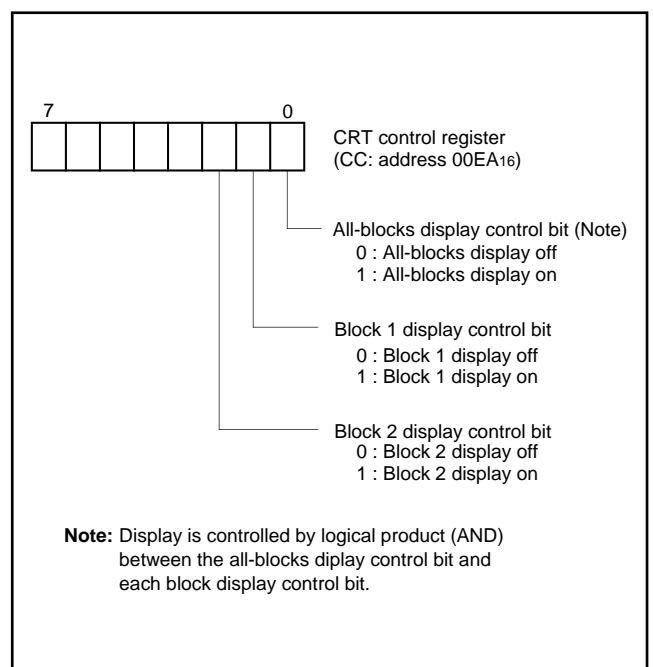 7 0
CRT control register
(CC: address 00EA16)
All-blocks display control bit (Note)
0 : All-blocks display off
1 : All-blocks display on
Block 1 display control bit
0 : Block 1 display off
1 : Block 1 display on
Block 2 display control bit
0 : Block 2 display off
1 : Block 2 display on
Note: Display is controlled by logical product (AND)
between the all-blocks diplay control bit and
each block display control bit.